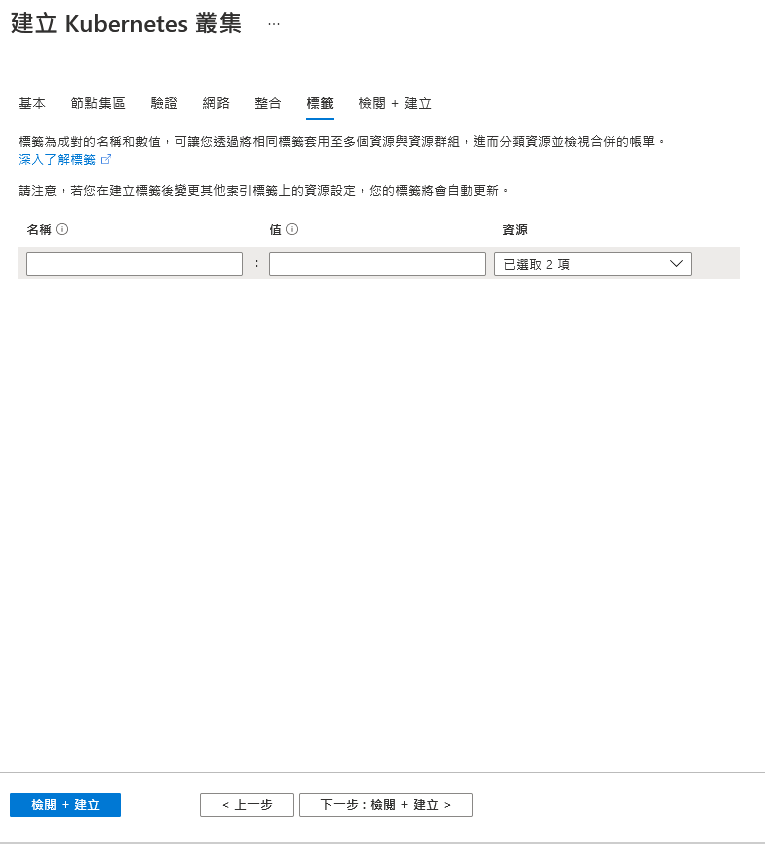 建立 Kubernetes 叢集 ...
基本 節點集區 驗證 網路 整合 標籤 檢閱 + 建立
標籤為成對的名稱和數值，可讓您透過將相同標籤套用至多個資源與資源群組，進而分類資源並檢視合併的帳單。
深入了解標籤
請注意，若您在建立標籤後變更其他索引標籤上的資源設定，您的標籤將會自動更新。
名稱 值 資源
: 已選取 2 項
檢閱 + 建立 < 上一步 下一步 : 檢閱 + 建立 >